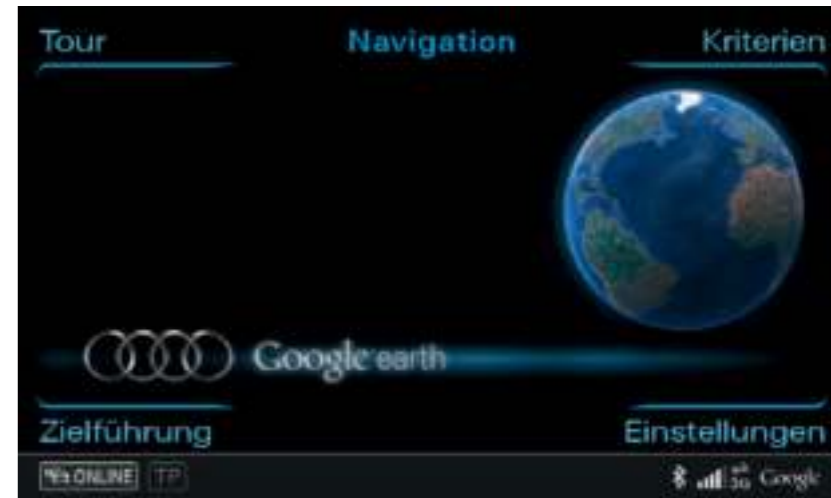 Tour Navigation Kriterien
Google earth
Zielführung Einstellungen
ONLINE TP 3G Google